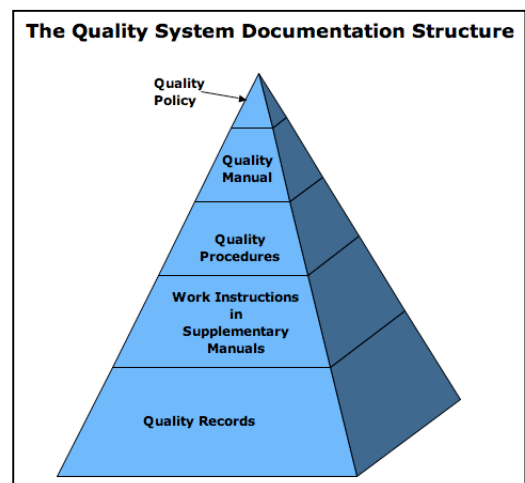 The Quality System Documentation Structure
Quality
Policy
Quality
Manual
Quality
Procedures
Work Instructions
in
Supplementary
Manuals
Quality Records